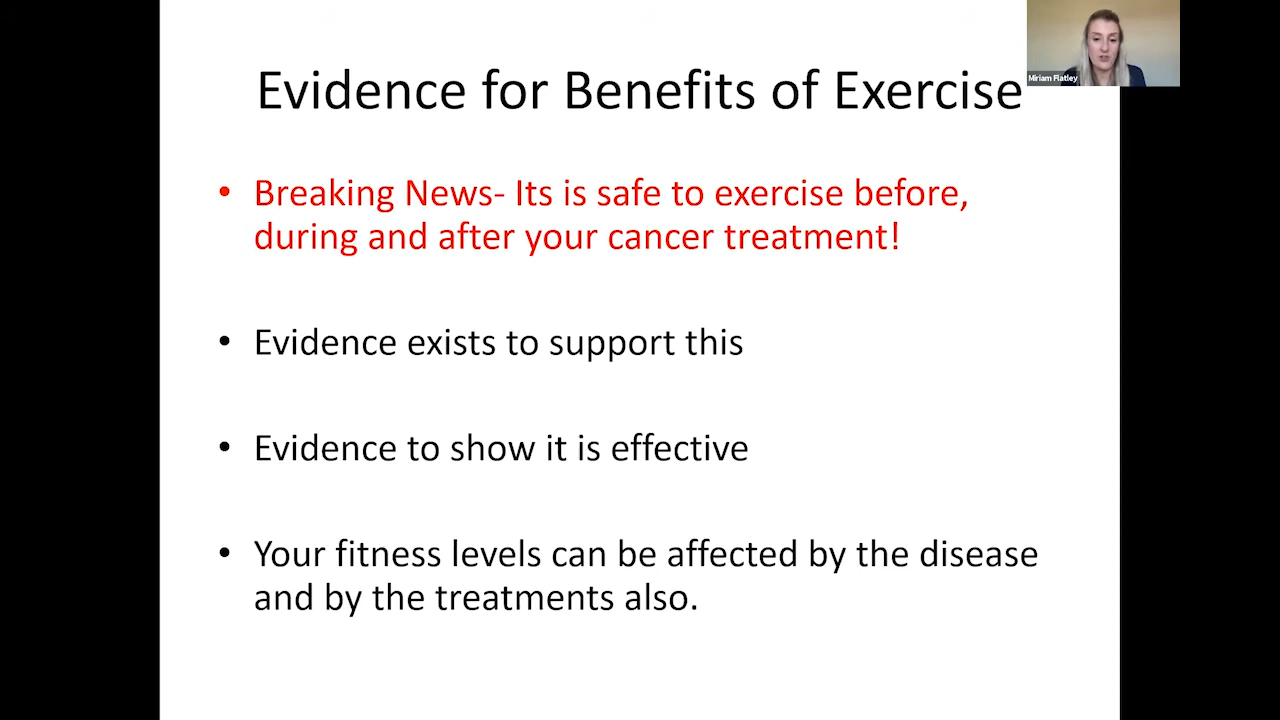 Miriam Flatley
Evidence for Benefits of Exercise
• Breaking News- Its is safe to exercise before,
during and after your cancer treatment!
• Evidence exists to support this
• Evidence to show it is effective
• Your fitness levels can be affected by the disease
and by the treatments also.